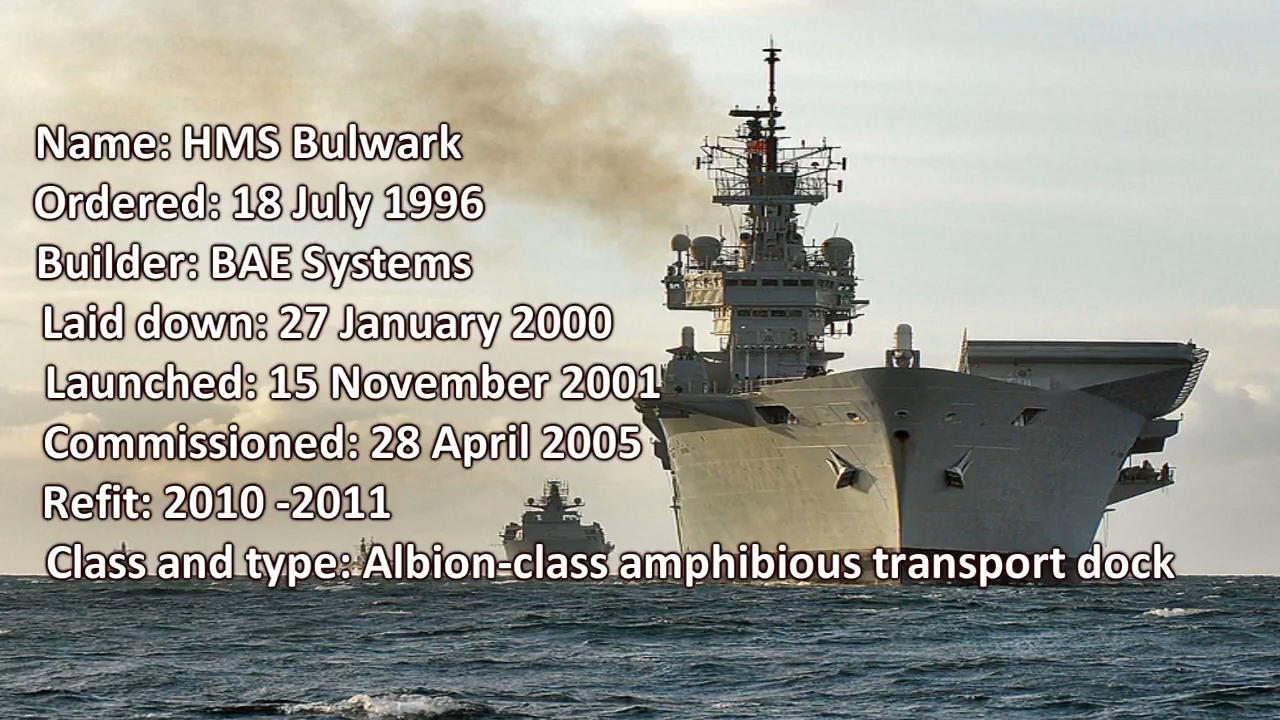 Name: HMS Bulwark
Ordered: 18 July 1996
Builder: BAE Systems
Laid down: 27 January 2000
Launched: 15 November 2001
Commissioned: 28 April 2005
Refit: 2010 -2011
Class and type: Albion-class amphibious transport dock